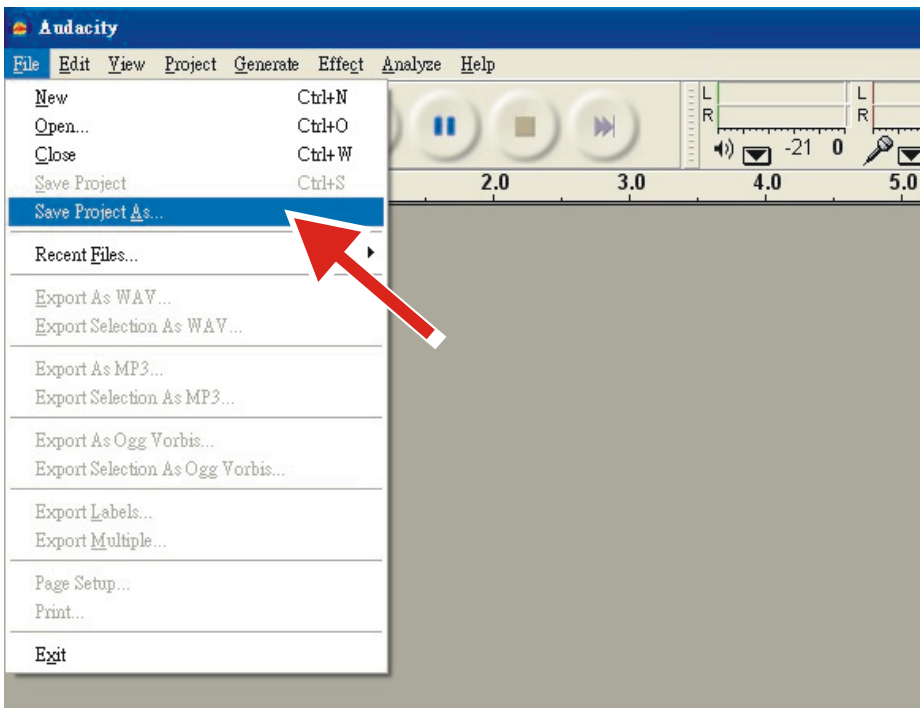 Audacity
File Edit View Project Generate Effect Analyze Help
New Ctrl+N
Open... Ctrl+O
Close Ctrl+W
Save Project Ctrl+S
Save Project As...
Recent Files...
Export As WAV...
Export Selection As WAV...
Export As MP3...
Export Selection As MP3...
Export As Ogg Vorbis...
Export Selection As Ogg Vorbis...
Export Labels...
Export Multiple...
Page Setup...
Print...
Exit
L L
R R
-21 0
2.0 3.0 4.0 5.0